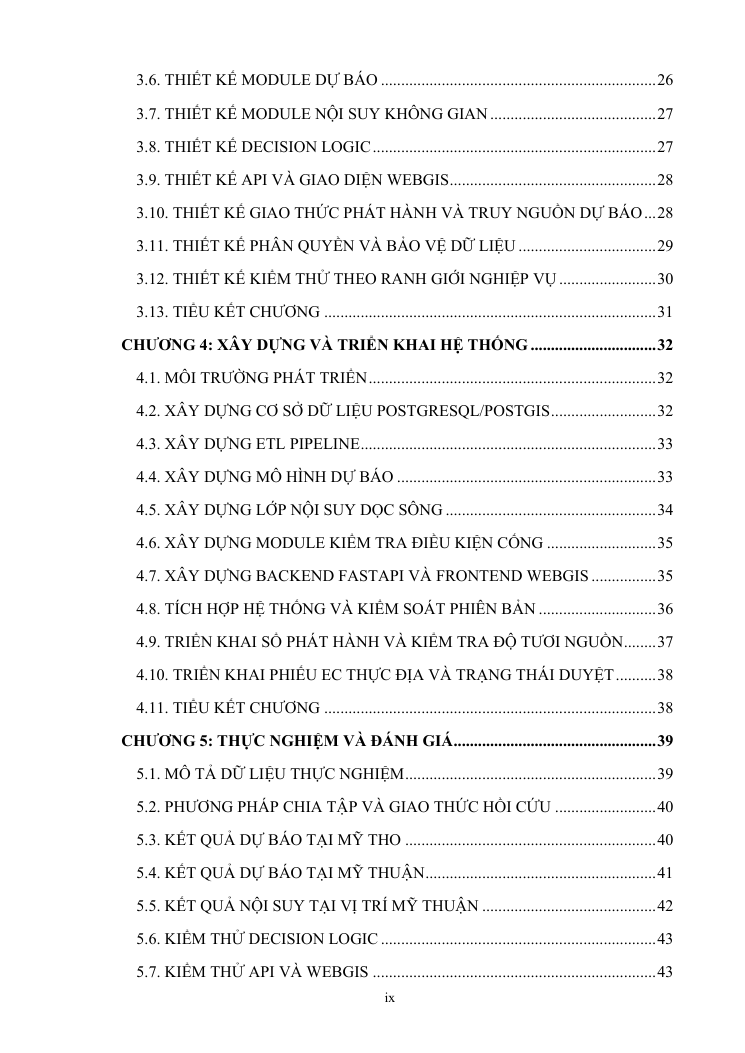 3.6. THIẾT KẾ MODULE DỰ BÁO ....................................................................26
3.7. THIẾT KẾ MODULE NỘI SUY KHÔNG GIAN .........................................27
3.8. THIẾT KẾ DECISION LOGIC......................................................................27
3.9. THIẾT KẾ API VÀ GIAO DIỆN WEBGIS...................................................28
3.10. THIẾT KẾ GIAO THỨC PHÁT HÀNH VÀ TRUY NGUỒN DỰ BÁO ...28
3.11. THIẾT KẾ PHÂN QUYỀN VÀ BẢO VỆ DỮ LIỆU ..................................29
3.12. THIẾT KẾ KIỂM THỬ THEO RANH GIỚI NGHIỆP VỤ ........................30
3.13. TIỂU KẾT CHƯƠNG ..................................................................................31
CHƯƠNG 4: XÂY DỰNG VÀ TRIỂN KHAI HỆ THỐNG ...............................32
4.1. MÔI TRƯỜNG PHÁT TRIỂN.......................................................................32
4.2. XÂY DỰNG CƠ SỞ DỮ LIỆU POSTGRESQL/POSTGIS..........................32
4.3. XÂY DỰNG ETL PIPELINE.........................................................................33
4.4. XÂY DỰNG MÔ HÌNH DỰ BÁO ................................................................33
4.5. XÂY DỰNG LỚP NỘI SUY DỌC SÔNG ....................................................34
4.6. XÂY DỰNG MODULE KIỂM TRA ĐIỀU KIỆN CỐNG ...........................35
4.7. XÂY DỰNG BACKEND FASTAPI VÀ FRONTEND WEBGIS ................35
4.8. TÍCH HỢP HỆ THỐNG VÀ KIỂM SOÁT PHIÊN BẢN .............................36
4.9. TRIỂN KHAI SỔ PHÁT HÀNH VÀ KIỂM TRA ĐỘ TƯƠI NGUỒN........37
4.10. TRIỂN KHAI PHIẾU EC THỰC ĐỊA VÀ TRẠNG THÁI DUYỆT ..........38
4.11. TIỂU KẾT CHƯƠNG ..................................................................................38
CHƯƠNG 5: THỰC NGHIỆM VÀ ĐÁNH GIÁ..................................................39
5.1. MÔ TẢ DỮ LIỆU THỰC NGHIỆM..............................................................39
5.2. PHƯƠNG PHÁP CHIA TẬP VÀ GIAO THỨC HỒI CỨU .........................40
5.3. KẾT QUẢ DỰ BÁO TẠI MỸ THO ..............................................................40
5.4. KẾT QUẢ DỰ BÁO TẠI MỸ THUẬN.........................................................41
5.5. KẾT QUẢ NỘI SUY TẠI VỊ TRÍ MỸ THUẬN ...........................................42
5.6. KIỂM THỬ DECISION LOGIC ....................................................................43
5.7. KIỂM THỬ API VÀ WEBGIS ......................................................................43
ix